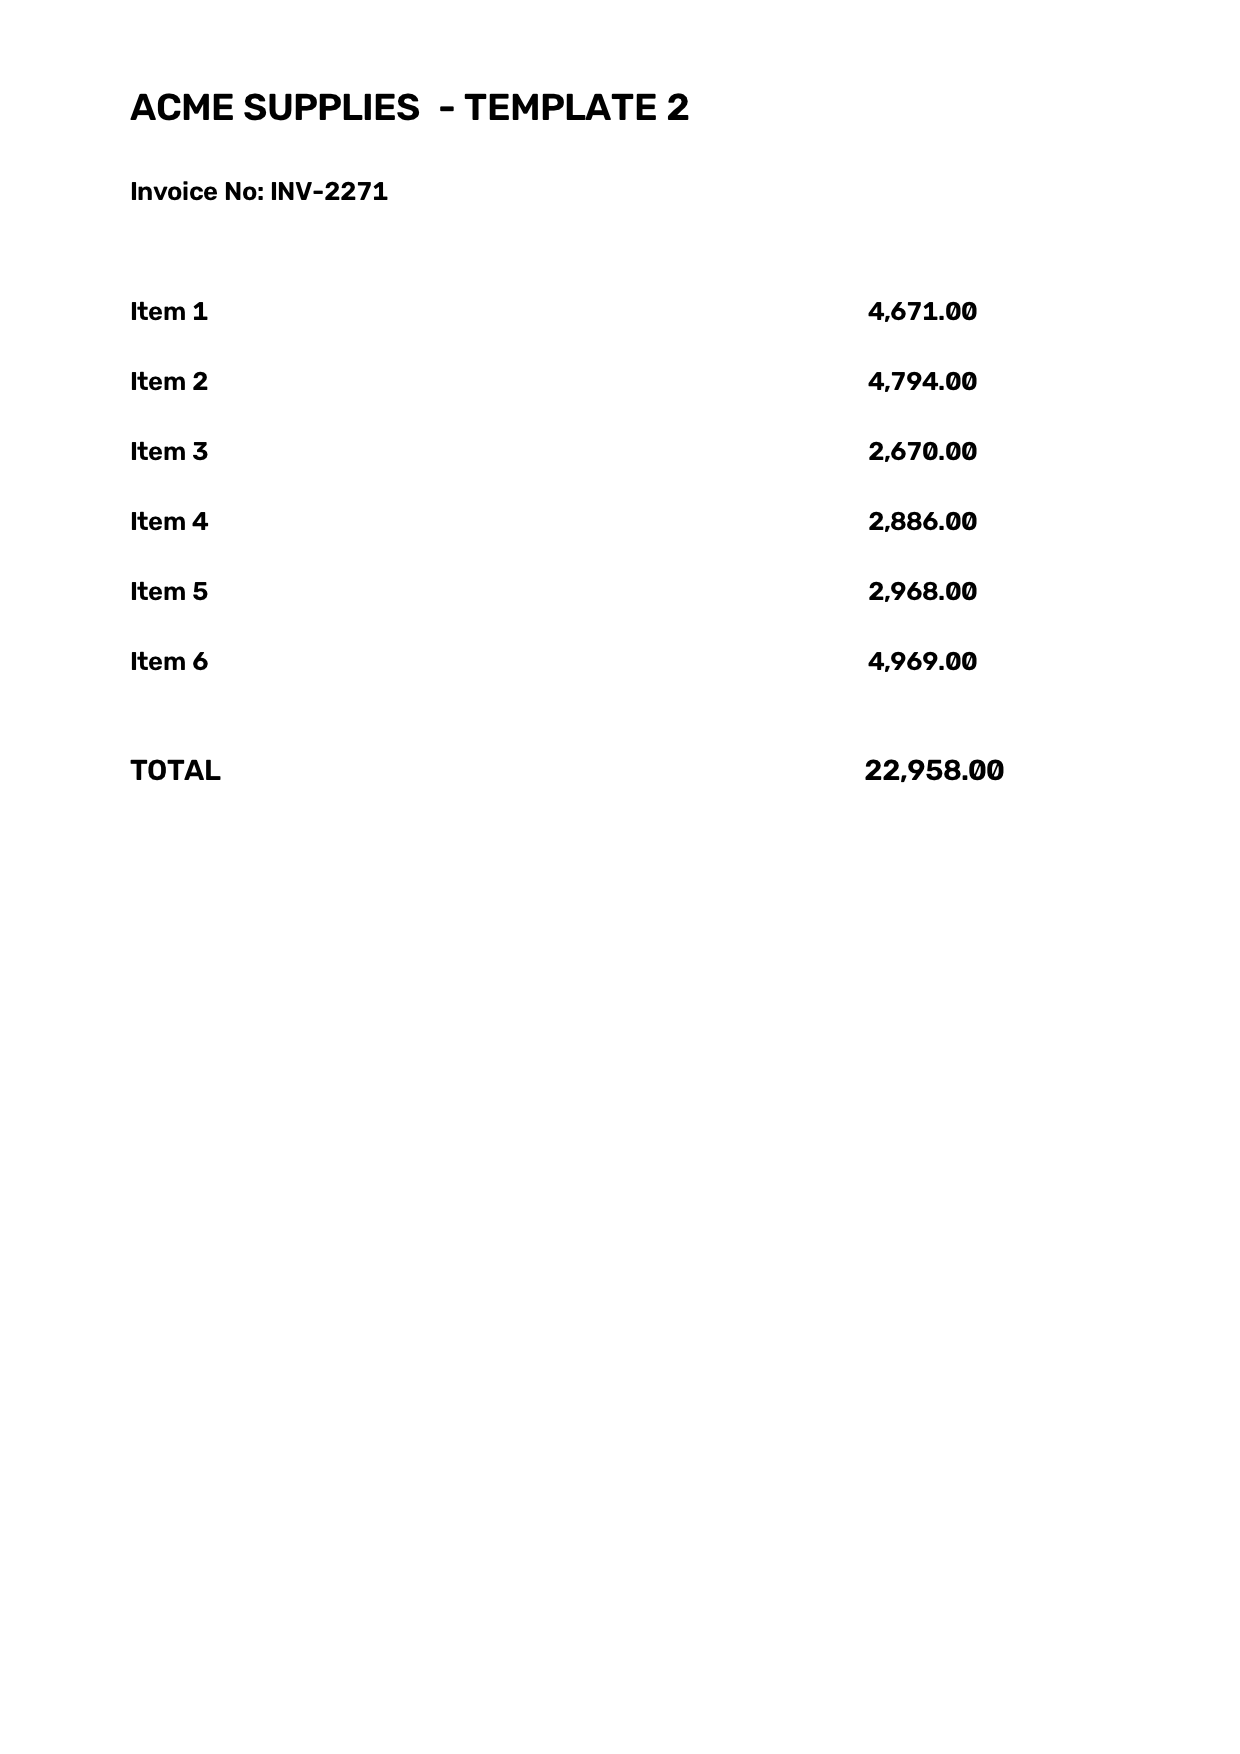 ACME SUPPLIES  - TEMPLATE 2
Invoice No: INV-2271
Item 1 4,671.00
Item 2 4,794.00
Item 3 2,670.00
Item 4 2,886.00
Item 5 2,968.00
Item 6 4,969.00
TOTAL 22,958.00